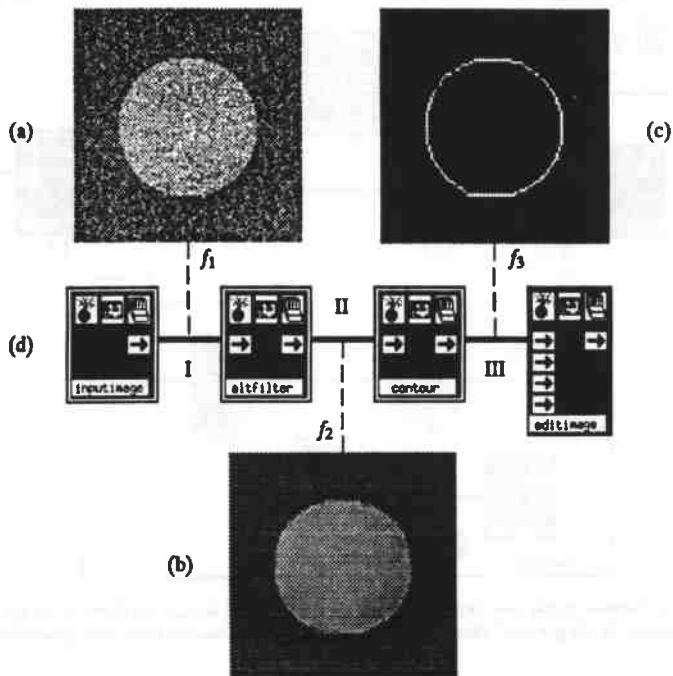 (a)
(c)
f₁
f₃
II
(d)
inputimage
I
altfilter
contour
III
editimage
f₂
(b)